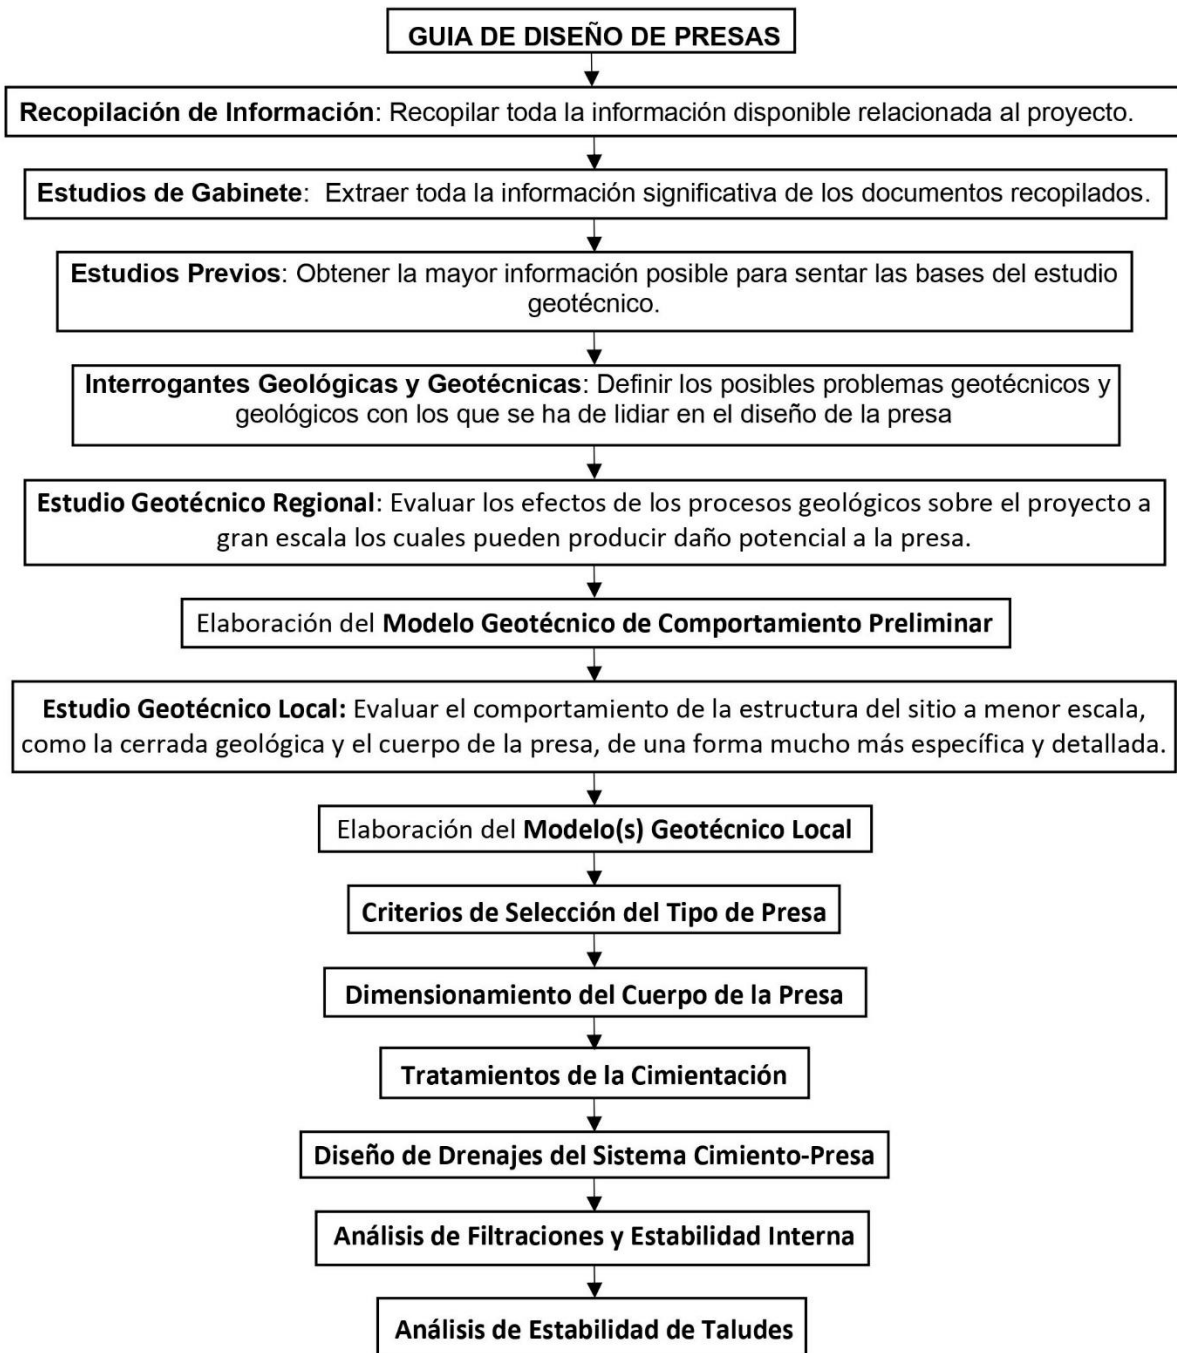 GUIA DE DISEÑO DE PRESAS
Recopilación de Información: Recopilar toda la información disponible relacionada al proyecto.
Estudios de Gabinete: Extraer toda la información significativa de los documentos recopilados.
Estudios Previos: Obtener la mayor información posible para sentar las bases del estudio
geotécnico.
Interrogantes Geológicas y Geotécnicas: Definir los posibles problemas geotécnicos y
geológicos con los que se ha de lidiar en el diseño de la presa
Estudio Geotécnico Regional: Evaluar los efectos de los procesos geológicos sobre el proyecto a
gran escala los cuales pueden producir daño potencial a la presa.
Elaboración del Modelo Geotécnico de Comportamiento Preliminar
Estudio Geotécnico Local: Evaluar el comportamiento de la estructura del sitio a menor escala,
como la cerrada geológica y el cuerpo de la presa, de una forma mucho más específica y detallada.
Elaboración del Modelo(s) Geotécnico Local
Criterios de Selección del Tipo de Presa
Dimensionamiento del Cuerpo de la Presa
Tratamientos de la Cimientación
Diseño de Drenajes del Sistema Cimiento-Presa
Análisis de Filtraciones y Estabilidad Interna
Análisis de Estabilidad de Taludes